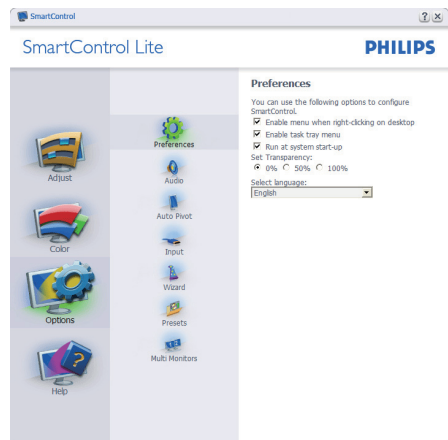 SmartControl
? x
SmartControl Lite
PHILIPS
Adjust
Color
Options
Help
Preferences
Audio
Auto Pivot
Input
Wizard
Presets
Multi Monitors
Preferences
You can use the following options to configure
SmartControl.
Enable menu when right-clicking on desktop
Enable task tray menu
Run at system start-up
Set Transparency:
0% 50% 100%
Select language:
English